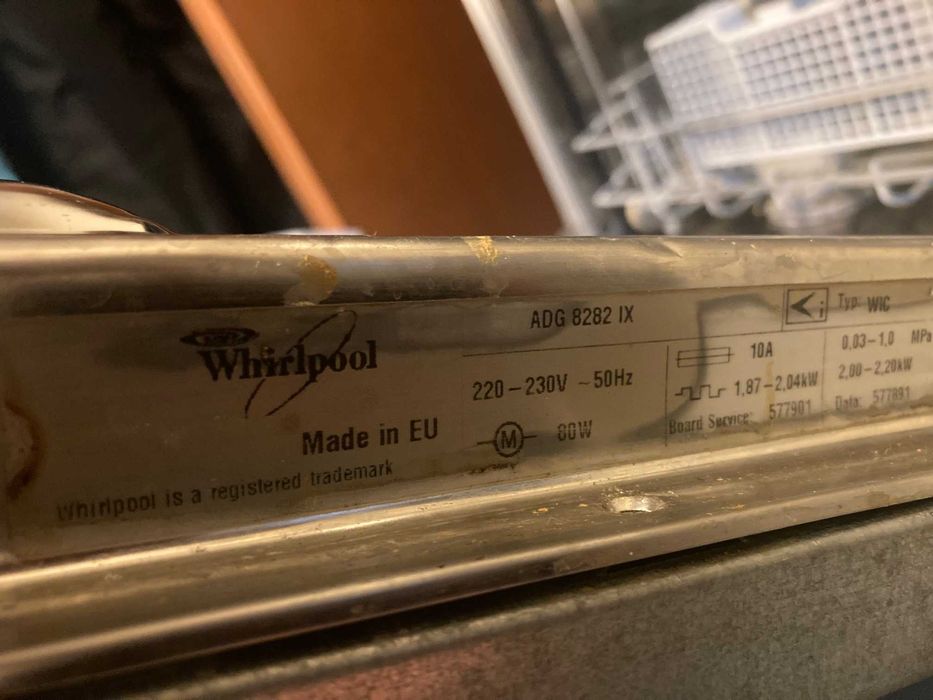 Whirlpool
Made in EU
Whirlpool is a registered trademark
ADG 8282 IX
220-230V ~50Hz
M 80W
10A
1,87-2,04kW
Board Service: 577901
i Typ: WIC
0,03-1,0 MPa
2,00-2,20kW
Data: 577891